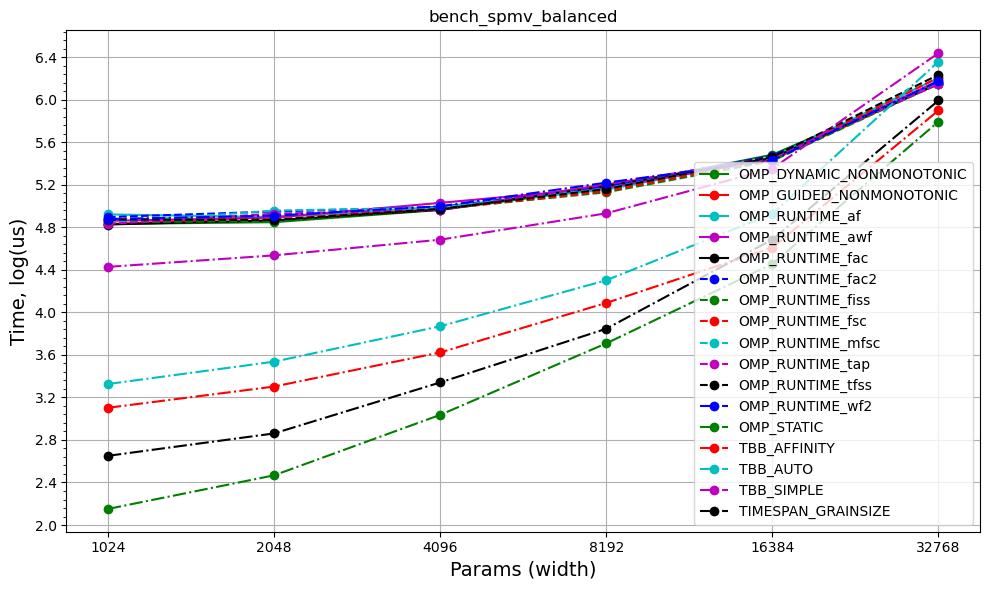 bench_spmv_balanced
Time, log(us)
6.4
6.0
5.6
5.2
4.8
4.4
4.0
3.6
3.2
2.8
2.4
2.0
OMP_DYNAMIC_NONMONOTONIC
OMP_GUIDED_NONMONOTONIC
OMP_RUNTIME_af
OMP_RUNTIME_awf
OMP_RUNTIME_fac
OMP_RUNTIME_fac2
OMP_RUNTIME_fiss
OMP_RUNTIME_fsc
OMP_RUNTIME_mfsc
OMP_RUNTIME_tap
OMP_RUNTIME_tfss
OMP_RUNTIME_wf2
OMP_STATIC
TBB_AFFINITY
TBB_AUTO
TBB_SIMPLE
TIMESPAN_GRAINSIZE
1024 2048 4096 8192 16384 32768
Params (width)